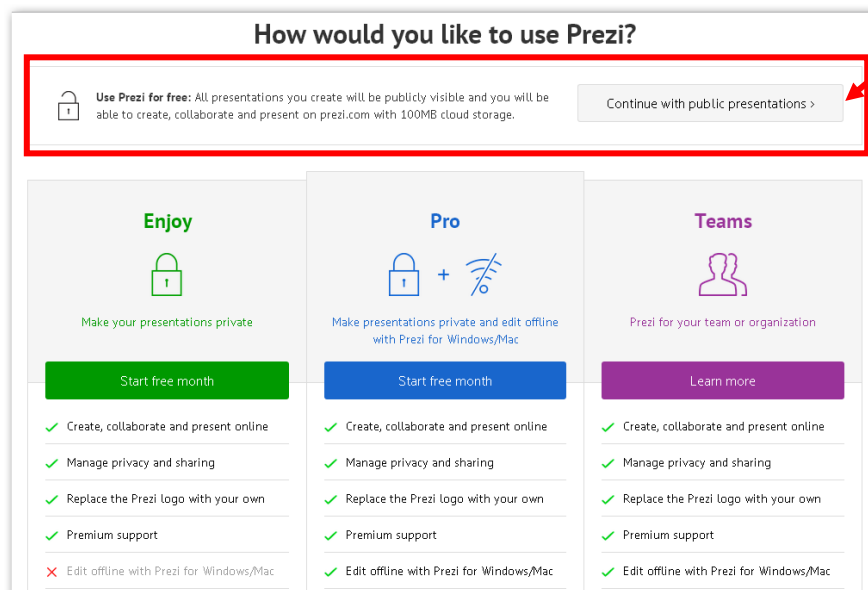 How would you like to use Prezi?
Use Prezi for free: All presentations you create will be publicly visible and you will be
able to create, collaborate and present on prezi.com with 100MB cloud storage.
Continue with public presentations >
Enjoy
Make your presentations private
Start free month
Create, collaborate and present online
Manage privacy and sharing
Replace the Prezi logo with your own
Premium support
Edit offline with Prezi for Windows/Mac
Pro
Make presentations private and edit offline
with Prezi for Windows/Mac
Start free month
Create, collaborate and present online
Manage privacy and sharing
Replace the Prezi logo with your own
Premium support
Edit offline with Prezi for Windows/Mac
Teams
Prezi for your team or organization
Learn more
Create, collaborate and present online
Manage privacy and sharing
Replace the Prezi logo with your own
Premium support
Edit offline with Prezi for Windows/Mac